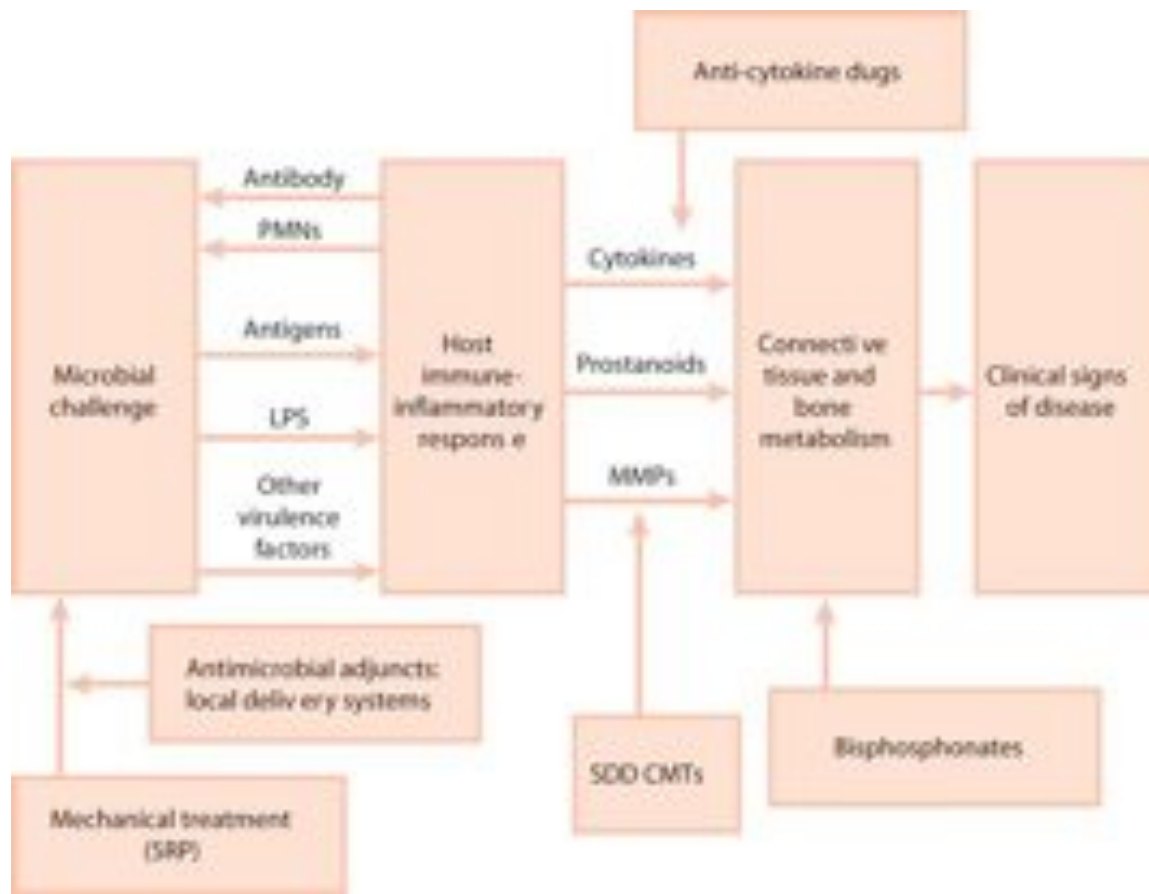 Anti-cytokine dugs
Antibody
PMNs
Antigens
LPS
Other
virulence
factors
Microbial
challenge
Host
immune-
inflammatory
respons e
Cytokines
Prostanoids
MMPs
Connecti ve
tissue and
bone
metabolism
Clinical signs
of disease
Antimicrobial adjuncts:
local deliv ery systems
Mechanical treatment
(SRP)
SDD CMTs
Bisphosphonates